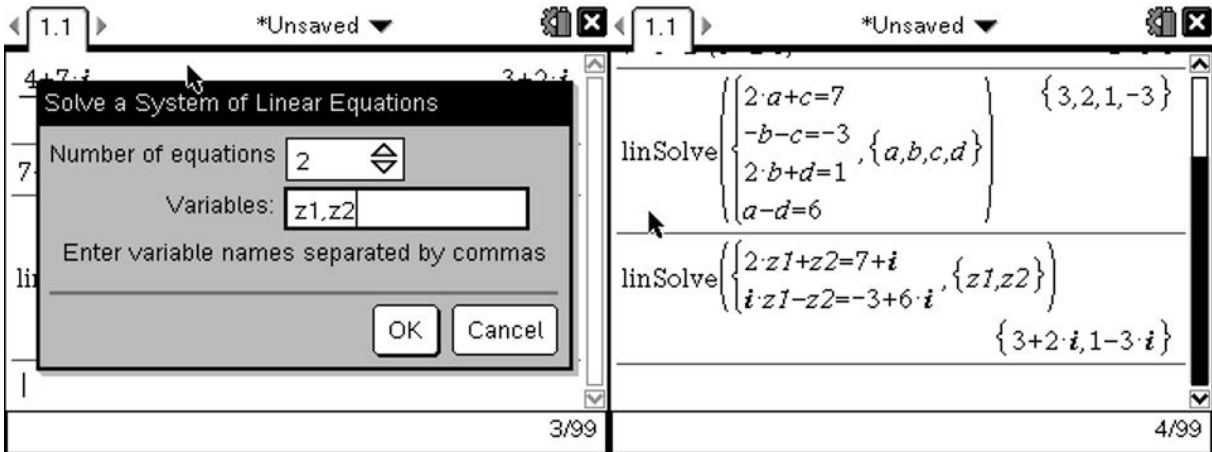 1.1
*Unsaved
4+7·i 3+2·i
Solve a System of Linear Equations
Number of equations 2
7
Variables: z1,z2
Enter variable names separated by commas
lin
OK Cancel
3/99
1.1
*Unsaved
linSolve({2·a+c=7
-b-c=-3
2·b+d=1
a-d=6
,{a,b,c,d}) {3,2,1,-3}
linSolve({2·z1+z2=7+i
i·z1-z2=-3+6·i
,{z1,z2})
{3+2·i,1-3·i}
4/99